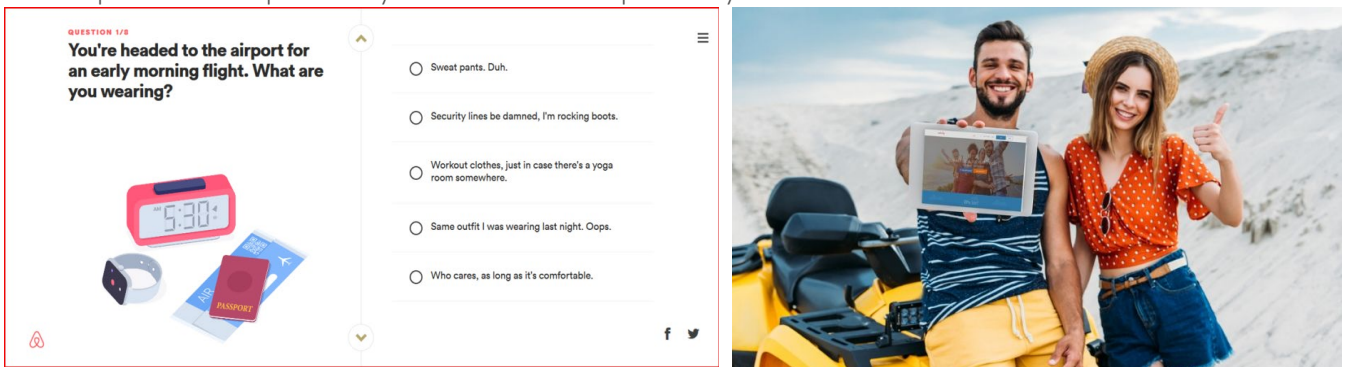 QUESTION 1/8
You're headed to the airport for
an early morning flight. What are
you wearing?
Sweat pants. Duh.
Security lines be damned, I'm rocking boots.
Workout clothes, just in case there's a yoga
room somewhere.
Same outfit I was wearing last night. Oops.
Who cares, as long as it's comfortable.
5:30
AIR
PASSPORT